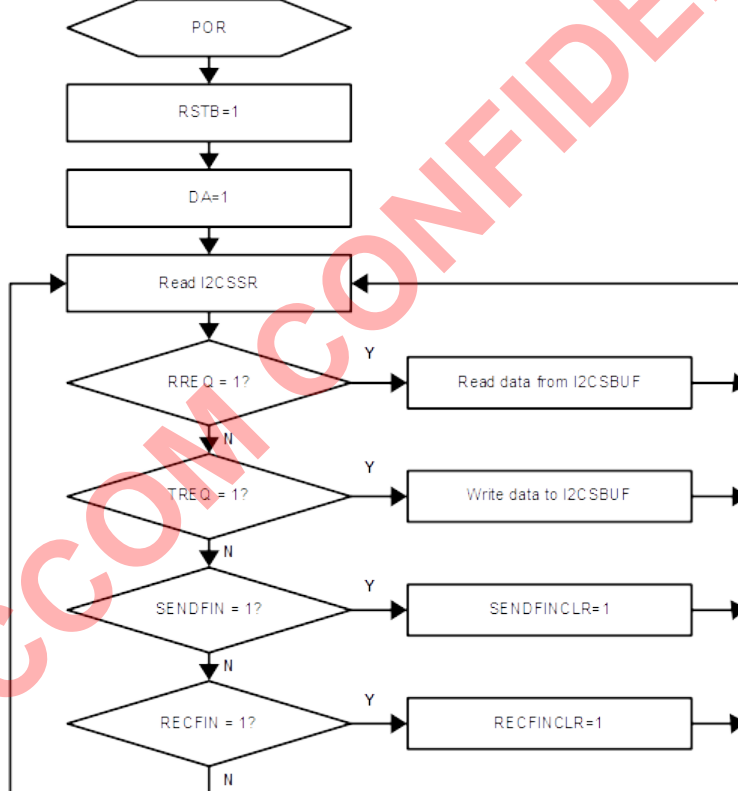 POR
RSTB=1
DA=1
Read I2CSSR
RREQ = 1?
Y
Read data from I2CSBUF
N
TREQ = 1?
Y
Write data to I2CSBUF
N
SENDFIN = 1?
Y
SENDFINCLR=1
N
RECFIN = 1?
Y
RECFINCLR=1
N
CCOM CONFIDE